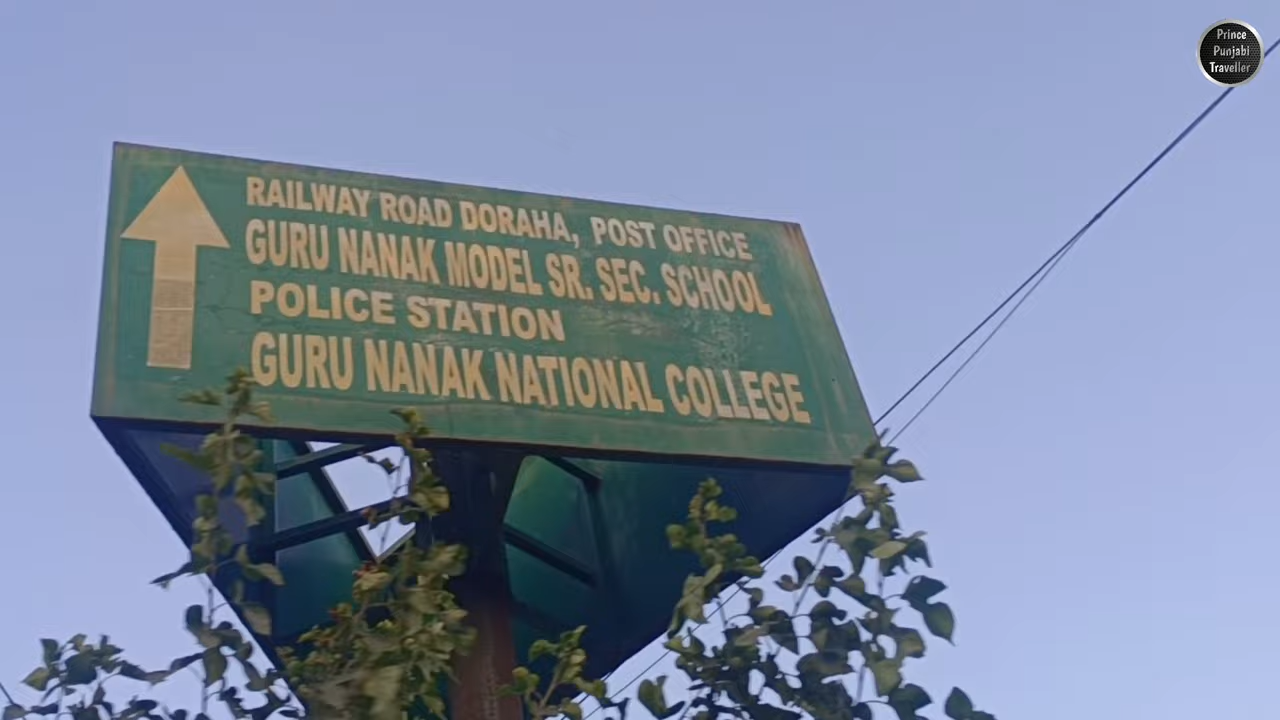 Prince
Punjabi
Traveller
RAILWAY ROAD DORAHA, POST OFFICE
GURU NANAK MODEL SR. SEC. SCHOOL
POLICE STATION
GURU NANAK NATIONAL COLLEGE